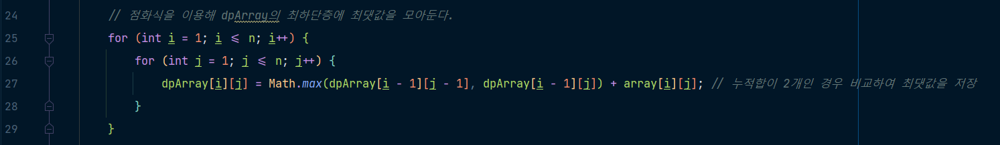 24 // 점화식을 이용해 dpArray의 최하단층에 최댓값을 모아둔다.
25 for (int i = 1; i <= n; i++) {
26 for (int j = 1; j <= n; j++) {
27 dpArray[i][j] = Math.max(dpArray[i - 1][j - 1], dpArray[i - 1][j]) + array[i][j]; // 누적합이 2개인 경우 비교하여 최댓값을 저장
28 }
29 }